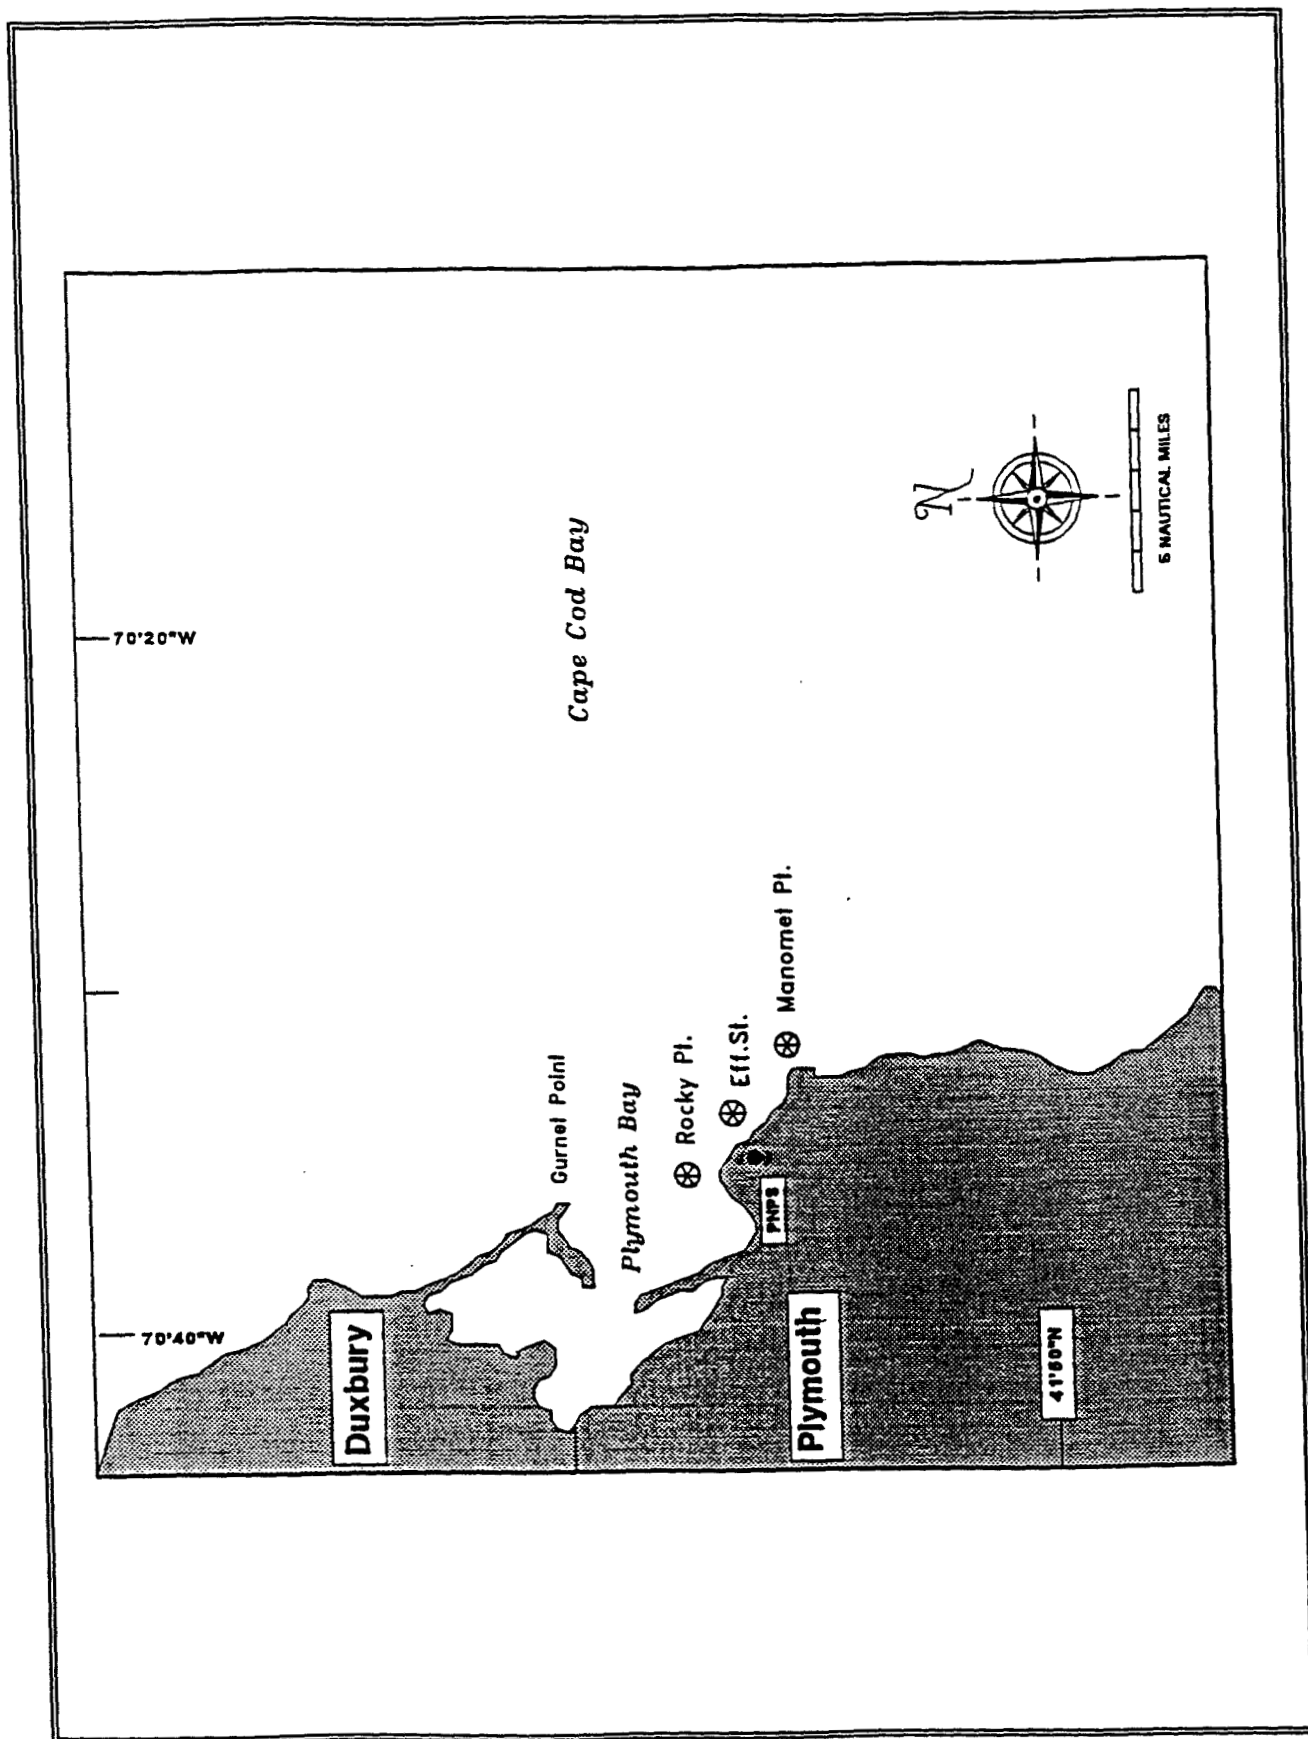 70°20"W
70°40"W
Duxbury
Gurnet Point
Cape Cod Bay
Plymouth Bay
Rocky Pt.
Eff.St.
Manomet Pt.
PNPS
Plymouth
41°50"N
N
5 NAUTICAL MILES